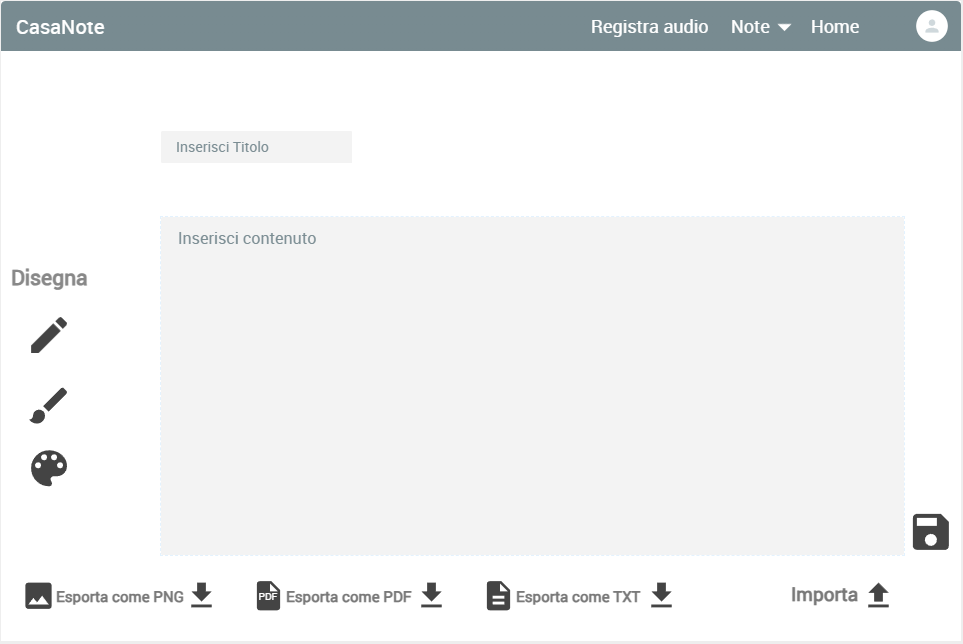 CasaNote
Registra audio
Note
Home
Inserisci Titolo
Inserisci contenuto
Disegna
Esporta come PNG
PDF
Esporta come PDF
Esporta come TXT
Importa